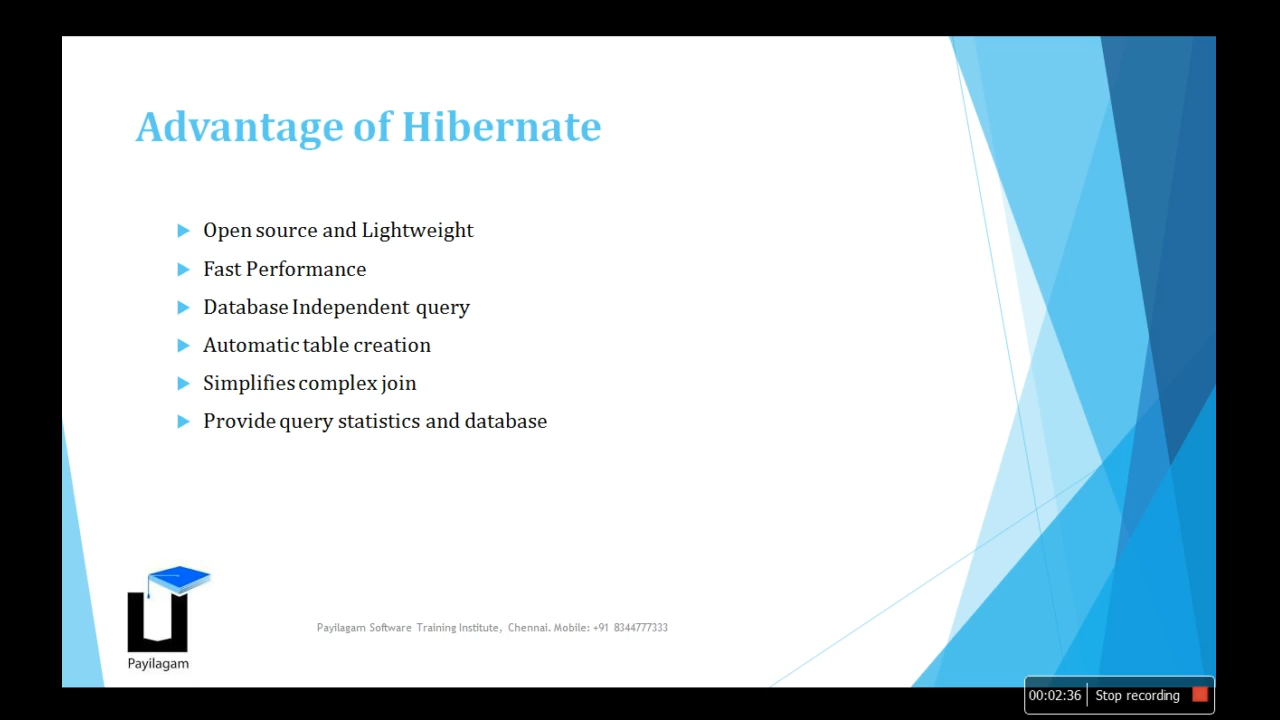 Advantage of Hibernate
Open source and Lightweight
Fast Performance
Database Independent query
Automatic table creation
Simplifies complex join
Provide query statistics and database
Payilagam Software Training Institute, Chennai. Mobile: +91 8344777333
Payilagam
00:02:36 Stop recording